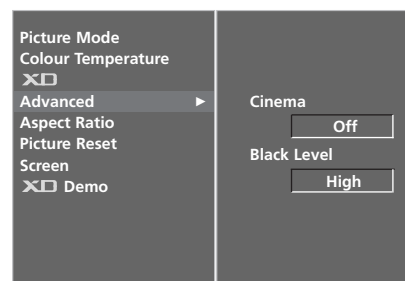 Picture Mode
Colour Temperature
XD
Advanced ►
Aspect Ratio
Picture Reset
Screen
XD Demo
Cinema
Off
Black Level
High